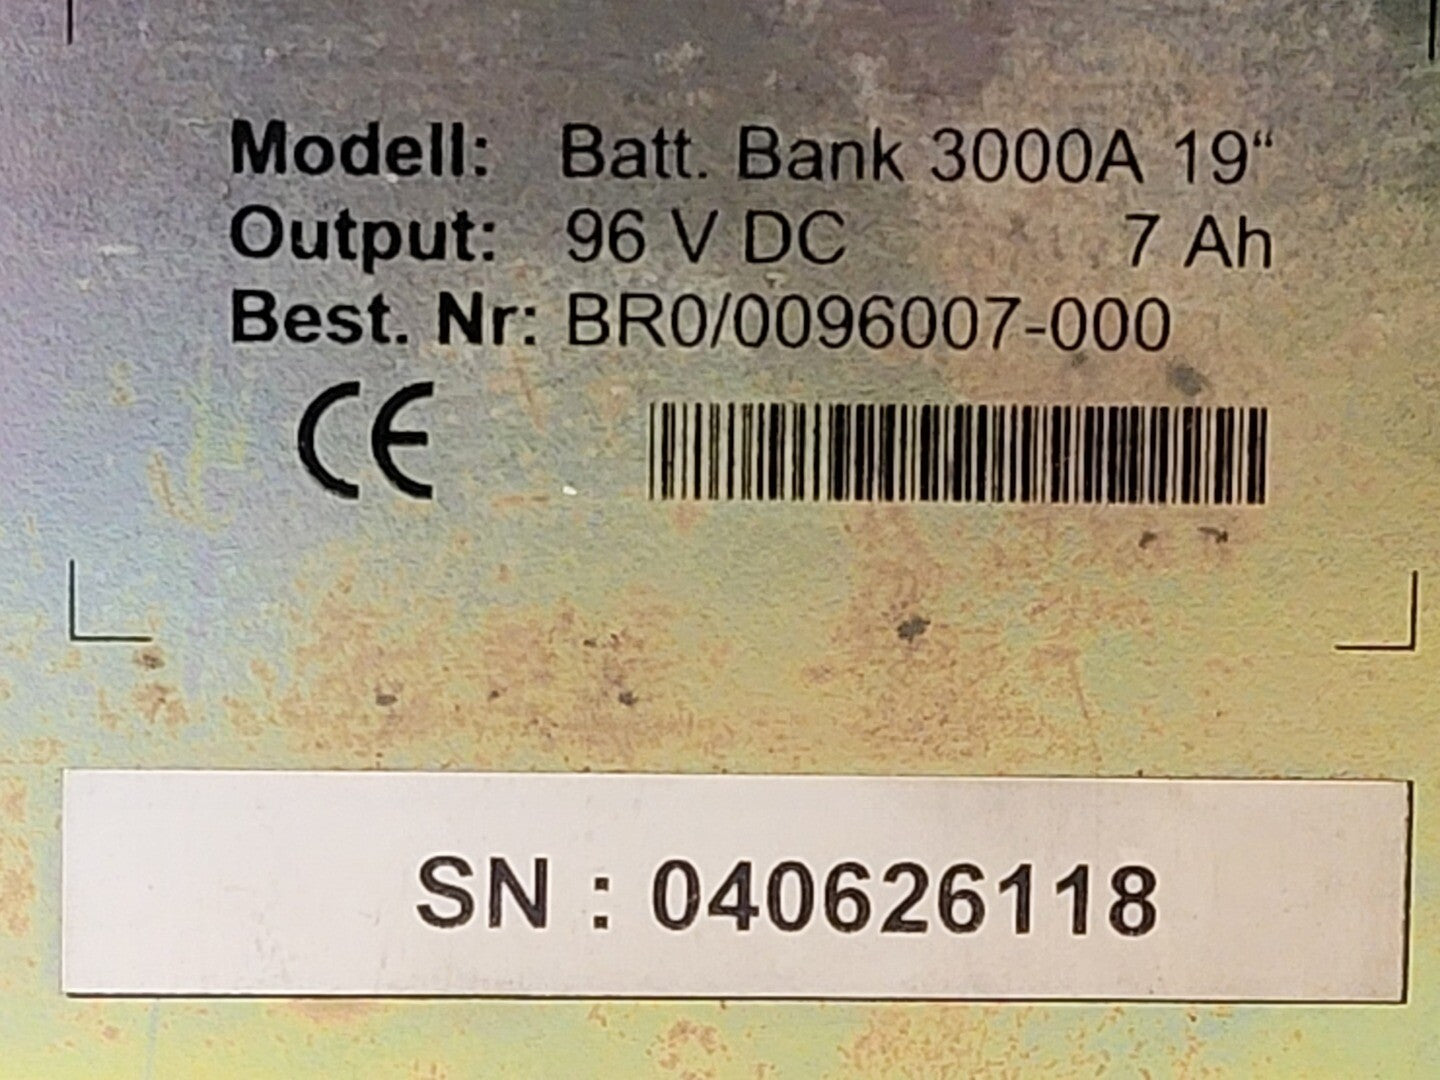 Modell: Batt. Bank 3000A 19“
Output: 96 V DC 7 Ah
Best. Nr: BR0/0096007-000
CE
SN : 040626118